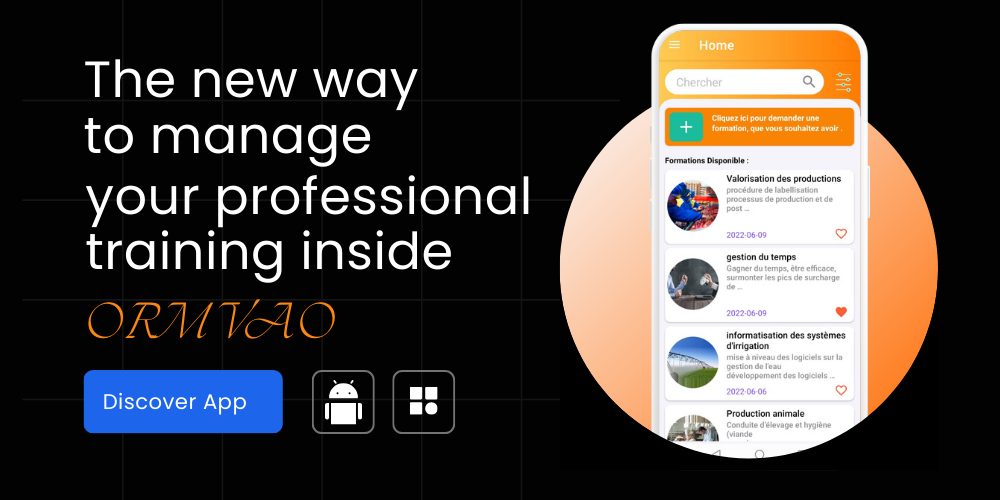 The new way
to manage
your professional
training inside
ORMVAO
Discover App
Home
Chercher
Cliquez ici pour demander une
formation, que vous souhaitez avoir .
Formations Disponible :
Valorisation des productions
procédure de labellisation
processus de production et de
post ...
2022-06-09
gestion du temps
Gagner du temps, être efficace,
surmonter les pics de surcharge
de ...
2022-06-09
informatisation des systèmes
d'irrigation
mise à niveau des logiciels sur la
gestion de l'eau
développement des logiciels ...
2022-06-06
Production animale
Conduite d'élevage et hygiène
(viande